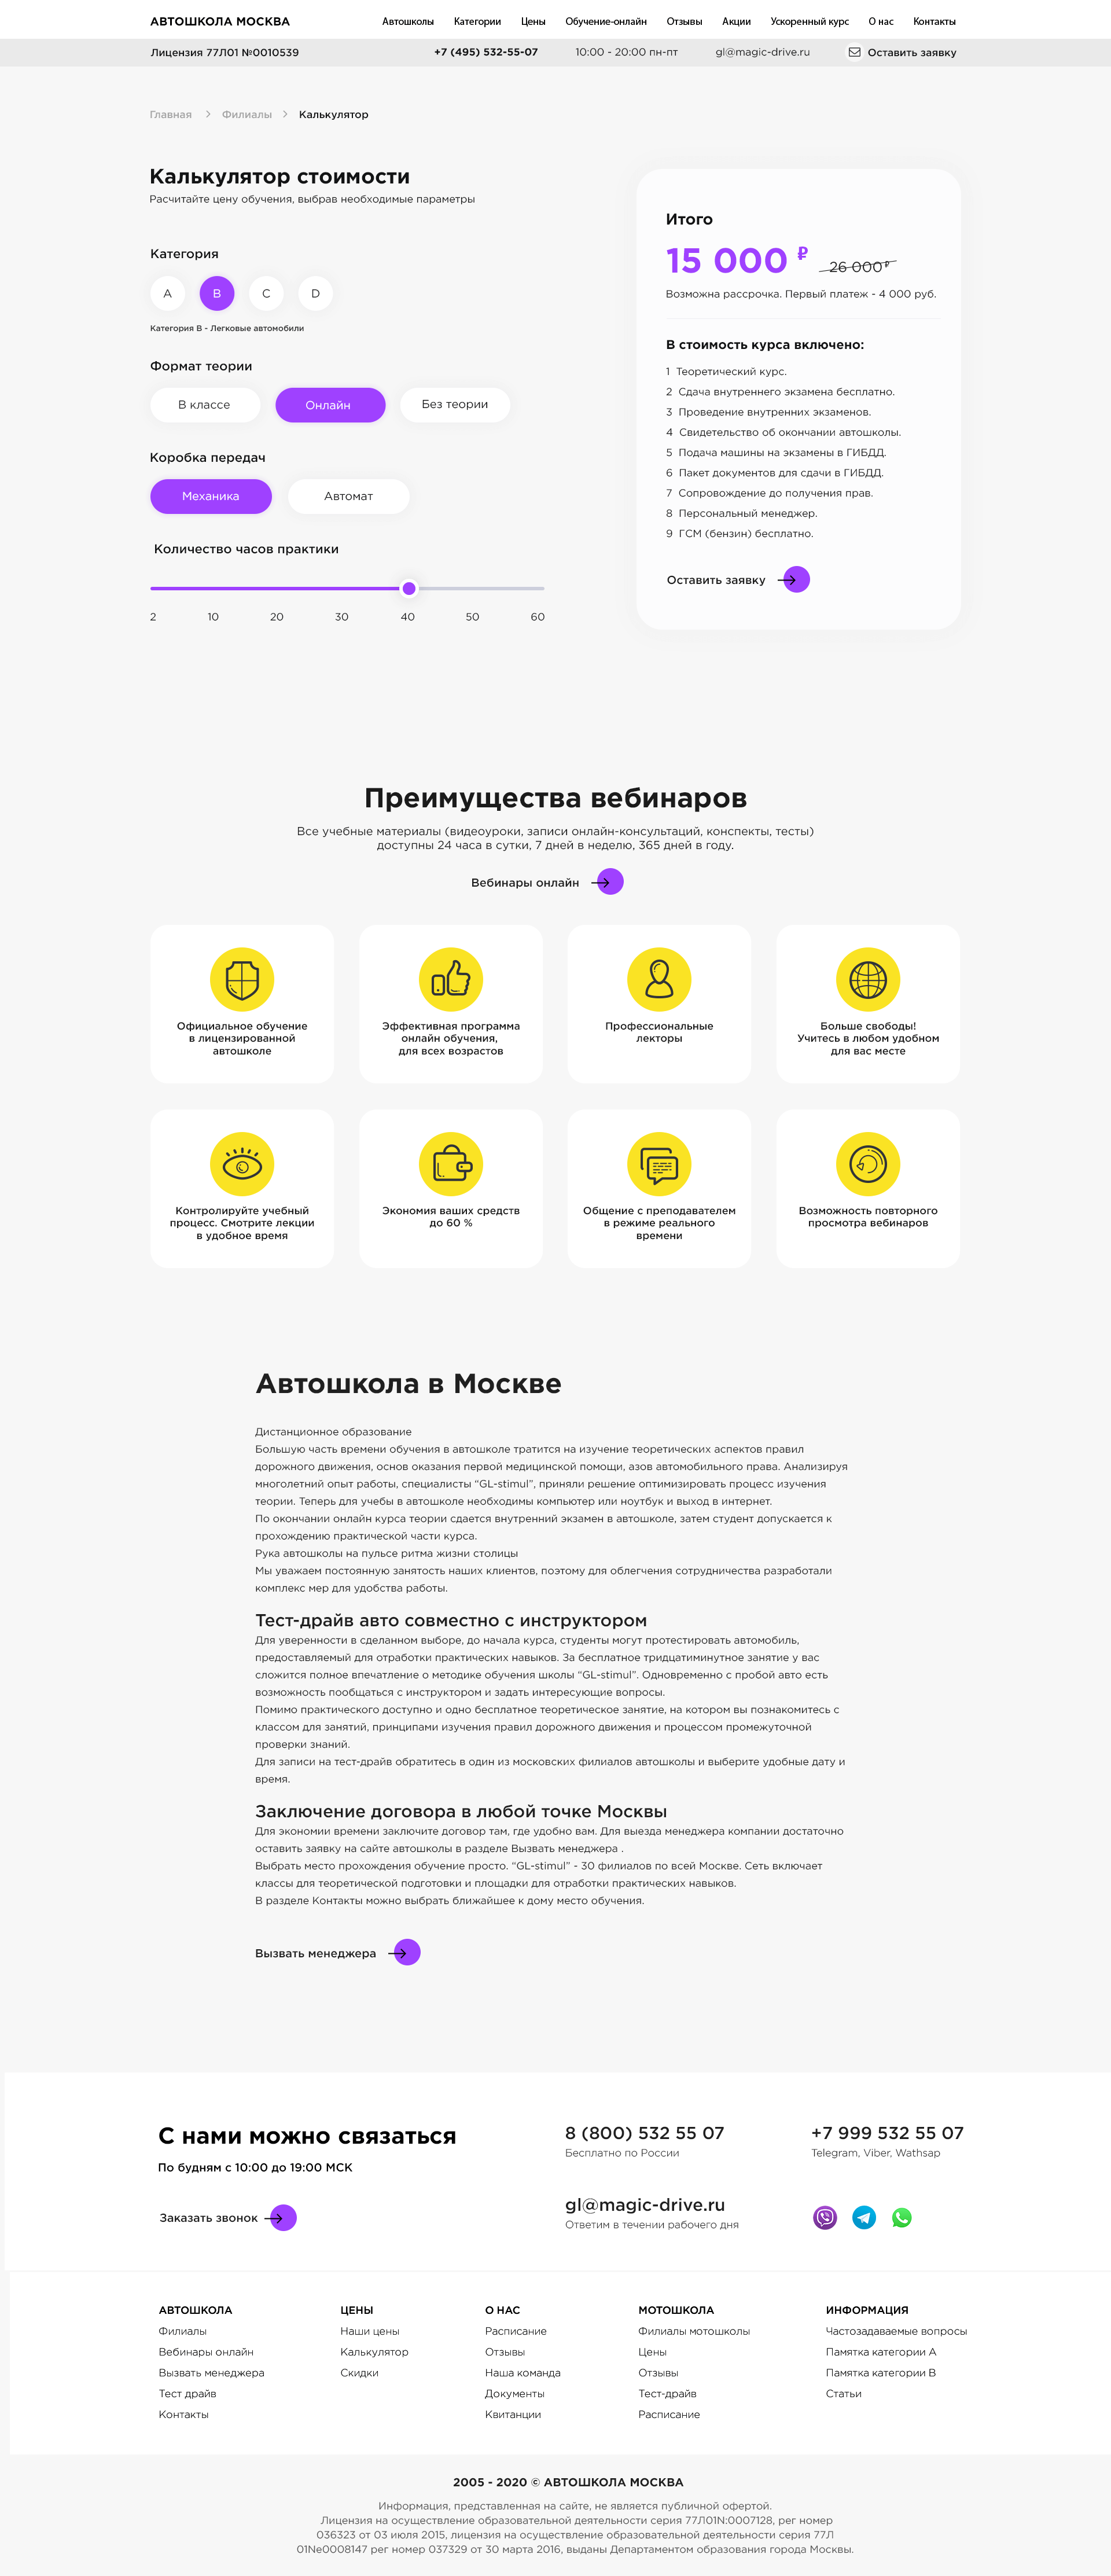 АВТОШКОЛА МОСКВА
Автошколы Категории Цены Обучение-онлайн Отзывы Акции Ускоренный курс О нас Контакты
Лицензия 77Л01 №0010539 +7 (495) 532-55-07 10:00 - 20:00 пн-пт gl@magic-drive.ru Оставить заявку
Главная Филиалы Калькулятор
Калькулятор стоимости
Расчитайте цену обучения, выбрав необходимые параметры
Категория
A B C D
Категория B - Легковые автомобили
Формат теории
В классе Онлайн Без теории
Коробка передач
Механика Автомат
Количество часов практики
2 10 20 30 40 50 60
Итого
15 000 ₽ 26 000 ₽
Возможна рассрочка. Первый платеж - 4 000 руб.
В стоимость курса включено:
1 Теоретический курс.
2 Сдача внутреннего экзамена бесплатно.
3 Проведение внутренних экзаменов.
4 Свидетельство об окончании автошколы.
5 Подача машины на экзамены в ГИБДД.
6 Пакет документов для сдачи в ГИБДД.
7 Сопровождение до получения прав.
8 Персональный менеджер.
9 ГСМ (бензин) бесплатно.
Оставить заявку
Преимущества вебинаров
Все учебные материалы (видеоуроки, записи онлайн-консультаций, конспекты, тесты)
доступны 24 часа в сутки, 7 дней в неделю, 365 дней в году.
Вебинары онлайн
Официальное обучение
в лицензированной
автошколе
Эффективная программа
онлайн обучения,
для всех возрастов
Профессиональные
лекторы
Больше свободы!
Учитесь в любом удобном
для вас месте
Контролируйте учебный
процесс. Смотрите лекции
в удобное время
Экономия ваших средств
до 60 %
Общение с преподавателем
в режиме реального
времени
Возможность повторного
просмотра вебинаров
Автошкола в Москве
Дистанционное образование
Большую часть времени обучения в автошколе тратится на изучение теоретических аспектов правил
дорожного движения, основ оказания первой медицинской помощи, азов автомобильного права. Анализируя
многолетний опыт работы, специалисты “GL-stimul”, приняли решение оптимизировать процесс изучения
теории. Теперь для учебы в автошколе необходимы компьютер или ноутбук и выход в интернет.
По окончании онлайн курса теории сдается внутренний экзамен в автошколе, затем студент допускается к
прохождению практической части курса.
Рука автошколы на пульсе ритма жизни столицы
Мы уважаем постоянную занятость наших клиентов, поэтому для облегчения сотрудничества разработали
комплекс мер для удобства работы.
Тест-драйв авто совместно с инструктором
Для уверенности в сделанном выборе, до начала курса, студенты могут протестировать автомобиль,
предоставляемый для отработки практических навыков. За бесплатное тридцатиминутное занятие у вас
сложится полное впечатление о методике обучения школы “GL-stimul”. Одновременно с пробой авто есть
возможность пообщаться с инструктором и задать интересующие вопросы.
Помимо практического доступно и одно бесплатное теоретическое занятие, на котором вы познакомитесь с
классом для занятий, принципами изучения правил дорожного движения и процессом промежуточной
проверки знаний.
Для записи на тест-драйв обратитесь в один из московских филиалов автошколы и выберите удобные дату и
время.
Заключение договора в любой точке Москвы
Для экономии времени заключите договор там, где удобно вам. Для выезда менеджера компании достаточно
оставить заявку на сайте автошколы в разделе Вызвать менеджера .
Выбрать место прохождения обучение просто. “GL-stimul” - 30 филиалов по всей Москве. Сеть включает
классы для теоретической подготовки и площадки для отработки практических навыков.
В разделе Контакты можно выбрать ближайшее к дому место обучения.
Вызвать менеджера
С нами можно связаться
По будням с 10:00 до 19:00 МСК
Заказать звонок
8 (800) 532 55 07
Бесплатно по России
+7 999 532 55 07
Telegram, Viber, Wathsap
gl@magic-drive.ru
Ответим в течении рабочего дня
АВТОШКОЛА
Филиалы
Вебинары онлайн
Вызвать менеджера
Тест драйв
Контакты
ЦЕНЫ
Наши цены
Калькулятор
Скидки
О НАС
Расписание
Отзывы
Наша команда
Документы
Квитанции
МОТОШКОЛА
Филиалы мотошколы
Цены
Отзывы
Тест-драйв
Расписание
ИНФОРМАЦИЯ
Частозадаваемые вопросы
Памятка категории А
Памятка категории В
Статьи
2005 - 2020 © АВТОШКОЛА МОСКВА
Информация, представленная на сайте, не является публичной офертой.
Лицензия на осуществление образовательной деятельности серия 77Л01N:0007128, рег номер
036323 от 03 июля 2015, лицензия на осуществление образовательной деятельности серия 77Л
01Ne0008147 рег номер 037329 от 30 марта 2016, выданы Департаментом образования города Москвы.